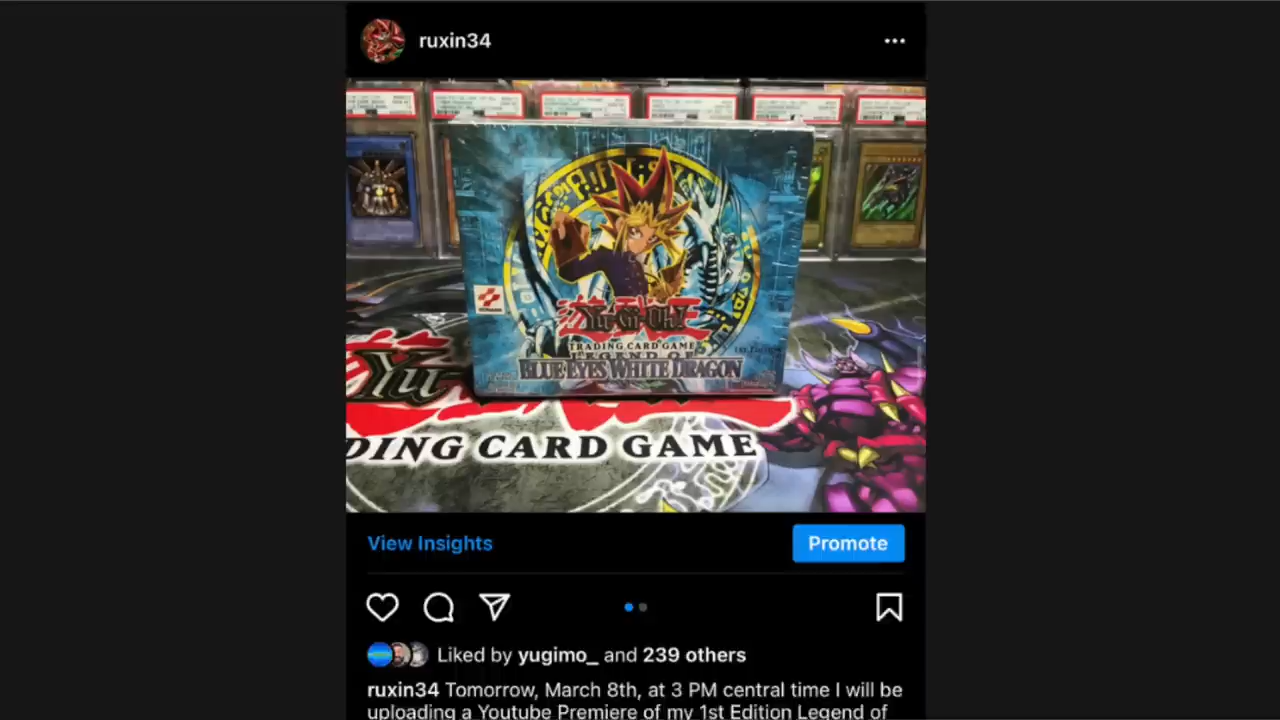 ruxin34
KONAMI
Yu-Gi-Oh!
TRADING CARD GAME
LEGEND OF
BLUE EYES WHITE DRAGON
Yu-
DING CARD GAME
View Insights
Promote
Liked by yugimo_ and 239 others
ruxin34 Tomorrow, March 8th, at 3 PM central time I will be
uploading a Youtube Premiere of my 1st Edition Legend of